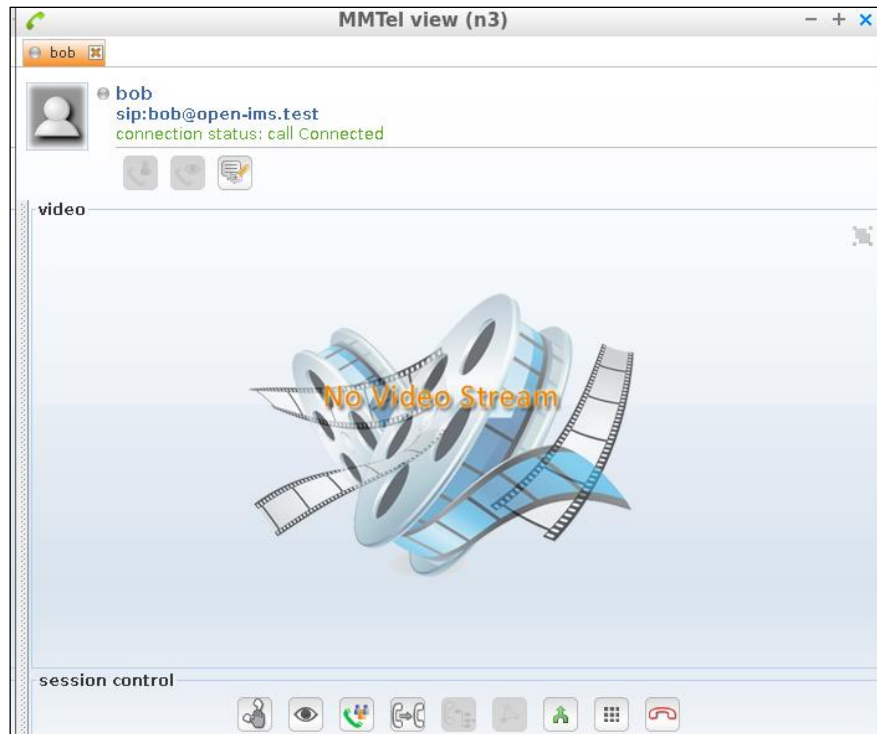 MMTel view (n3)
bob
bob
sip:bob@open-ims.test
connection status: call Connected
video
No Video Stream
session control